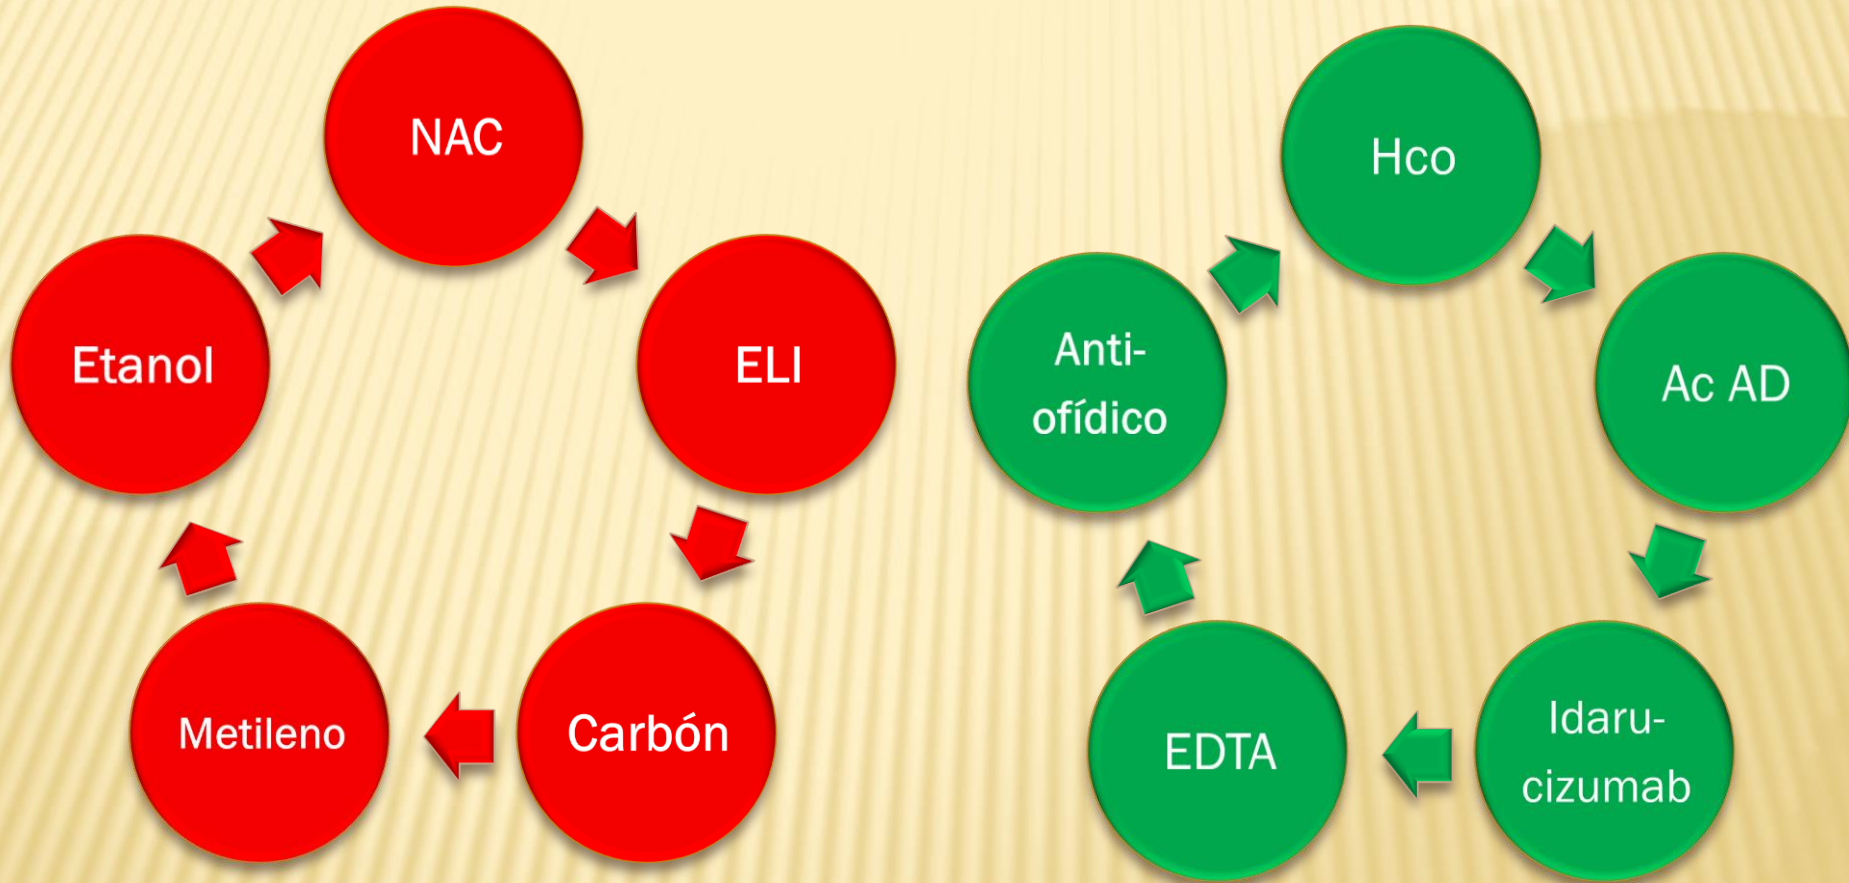 NAC
ELI
Carbón
Metileno
Etanol
Hco
Ac AD
Idaru-
cizumab
EDTA
Anti-
ofídico